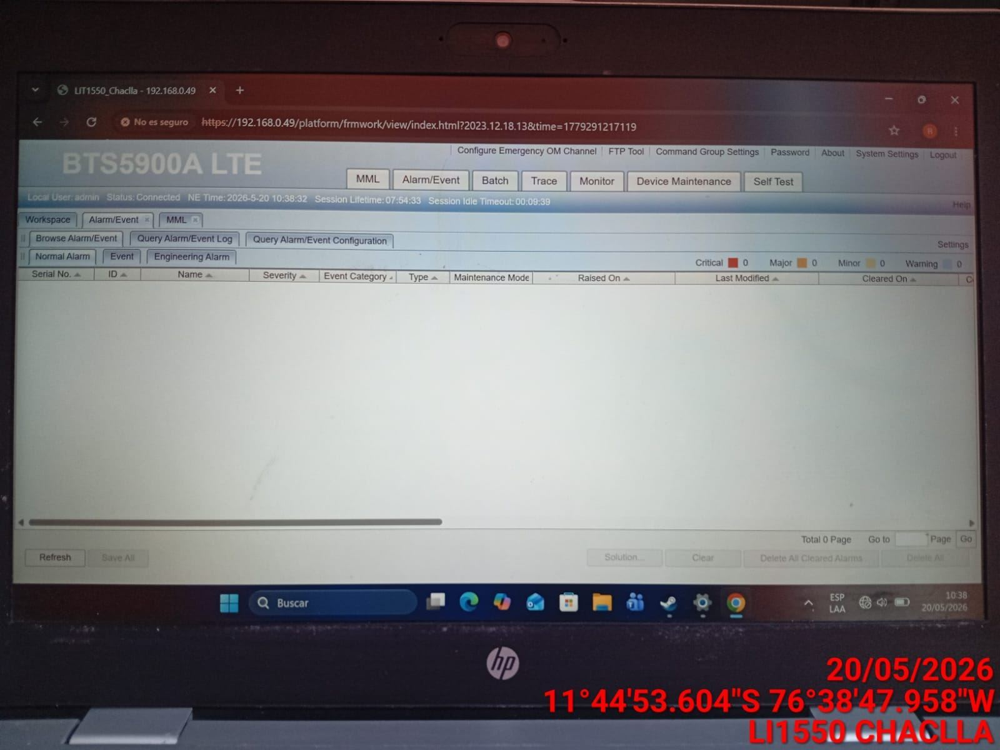 LIT1550_Chaclla - 192.168.0.49
No es seguro https://192.168.0.49/platform/frmwork/view/index.html?2023.12.18.13&time=1779291217119
BTS5900A LTE
Configure Emergency OM Channel FTP Tool Command Group Settings Password About System Settings Logout
MML Alarm/Event Batch Trace Monitor Device Maintenance Self Test
Local User: admin Status: Connected NE Time: 2026-5-20 10:38:32 Session Lifetime: 07:54:33 Session Idle Timeout: 00:09:39 Help
Workspace Alarm/Event MML
Browse Alarm/Event Query Alarm/Event Log Query Alarm/Event Configuration Settings
Normal Alarm Event Engineering Alarm Critical 0 Major 0 Minor 0 Warning 0
Serial No. ID Name Severity Event Category Type Maintenance Mode Raised On Last Modified Cleared On
Total 0 Page Go to Page Go
Refresh Save All Solution... Clear Delete All Cleared Alarms Delete All
Buscar
ESP
LAA
10:38
20/05/2026
hp
20/05/2026
11°44'53.604"S 76°38'47.958"W
LI1550 CHACLLA